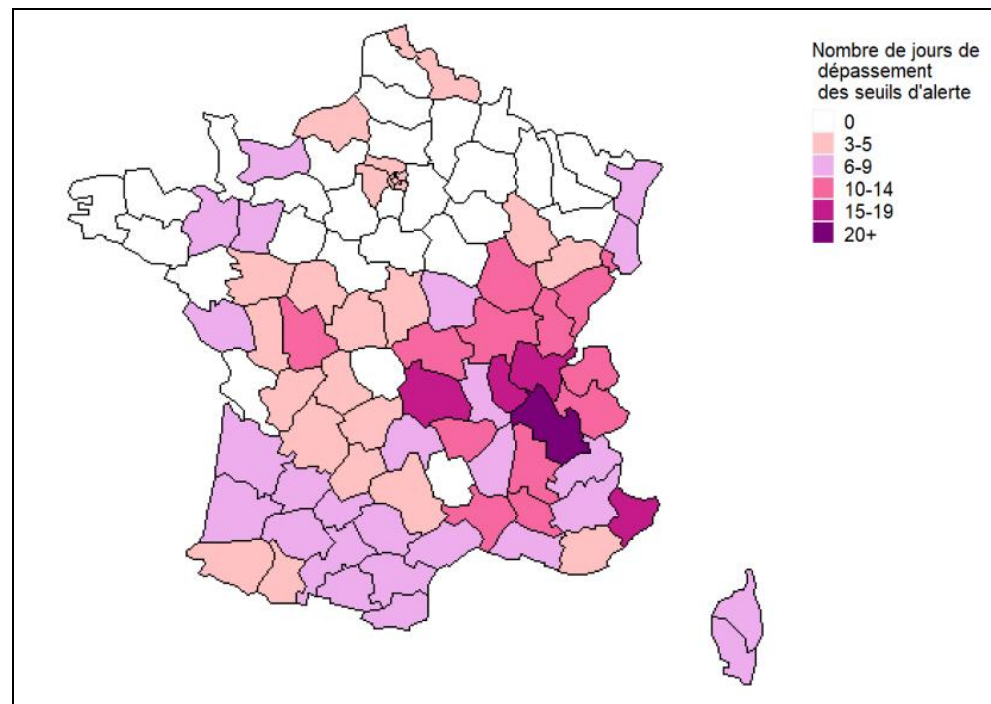 Nombre de jours de
dépassement
des seuils d'alerte
0
3-5
6-9
10-14
15-19
20+